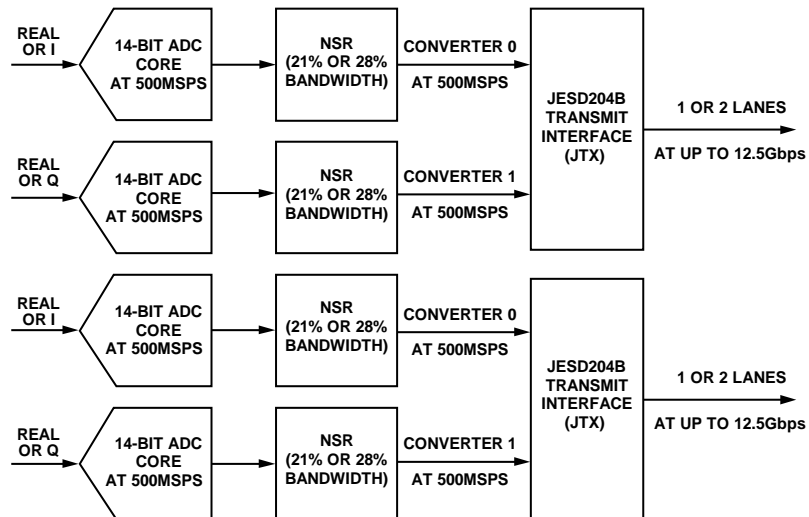 REAL
OR I
14-BIT ADC
CORE
AT 500MSPS
NSR
(21% OR 28%
BANDWIDTH)
CONVERTER 0
AT 500MSPS
REAL
OR Q
14-BIT ADC
CORE
AT 500MSPS
NSR
(21% OR 28%
BANDWIDTH)
CONVERTER 1
AT 500MSPS
JESD204B
TRANSMIT
INTERFACE
(JTX)
1 OR 2 LANES
AT UP TO 12.5Gbps
REAL
OR I
14-BIT ADC
CORE
AT 500MSPS
NSR
(21% OR 28%
BANDWIDTH)
CONVERTER 0
AT 500MSPS
REAL
OR Q
14-BIT ADC
CORE
AT 500MSPS
NSR
(21% OR 28%
BANDWIDTH)
CONVERTER 1
AT 500MSPS
JESD204B
TRANSMIT
INTERFACE
(JTX)
1 OR 2 LANES
AT UP TO 12.5Gbps